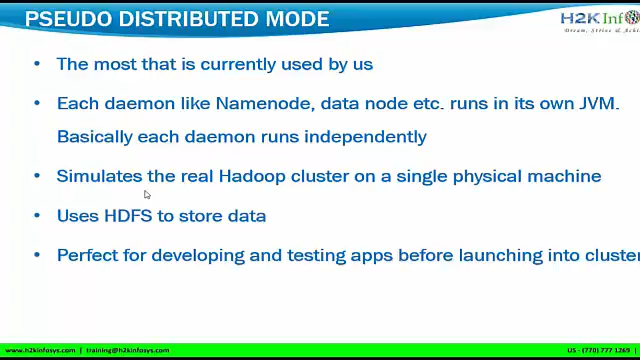 PSEUDO DISTRIBUTED MODE
H2K Inf
Dream, Strive & Achi
• The most that is currently used by us
• Each daemon like Namenode, data node etc. runs in its own JVM.
Basically each daemon runs independently
• Simulates the real Hadoop cluster on a single physical machine
• Uses HDFS to store data
• Perfect for developing and testing apps before launching into cluster
www.h2kinfosys.com | training@h2kinfosys.com
US - (770) 777 1269 |